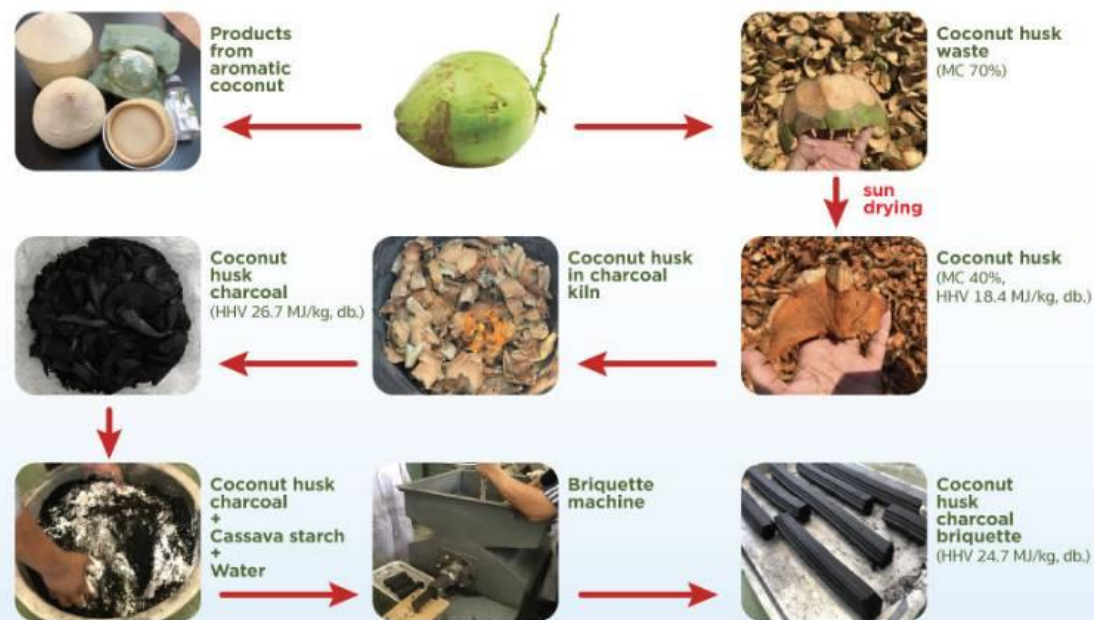 Products
from
aromatic
coconut
Coconut husk
waste
(MC 70%)
sun
drying
Coconut
husk
charcoal
(HHV 26.7 MJ/kg, db.)
Coconut husk
in charcoal
kiln
Coconut husk
(MC 40%,
HHV 18.4 MJ/kg, db.)
Coconut husk
charcoal
+
Cassava starch
+
Water
Briquette
machine
Coconut
husk
charcoal
briquette
(HHV 24.7 MJ/kg, db.)